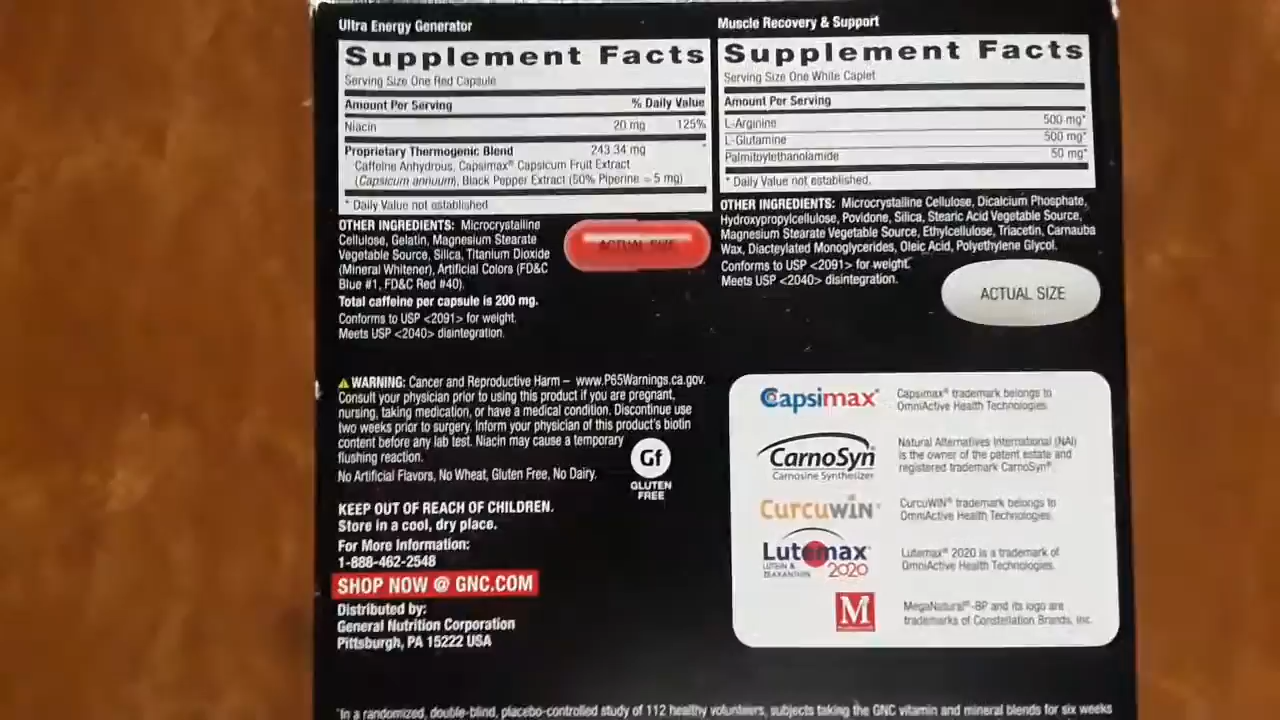 Ultra Energy Generator
Supplement Facts
Serving Size One Red Capsule
Amount Per Serving % Daily Value
Niacin 20 mg 125%
Proprietary Thermogenic Blend 243.34 mg *
Caffeine Anhydrous, Capsimax® Capsicum Fruit Extract
(Capsicum annuum), Black Pepper Extract (50% Piperine = 5 mg)
* Daily Value not established
OTHER INGREDIENTS: Microcrystalline
Cellulose, Gelatin, Magnesium Stearate
Vegetable Source, Silica, Titanium Dioxide
(Mineral Whitener), Artificial Colors (FD&C
Blue #1, FD&C Red #40).
Total caffeine per capsule is 200 mg.
Conforms to USP <2091> for weight.
Meets USP <2040> disintegration.
ACTUAL SIZE
Muscle Recovery & Support
Supplement Facts
Serving Size One White Caplet
Amount Per Serving
L-Arginine 500 mg*
L-Glutamine 500 mg*
Palmitoylethanolamide 50 mg*
* Daily Value not established.
OTHER INGREDIENTS: Microcrystalline Cellulose, Dicalcium Phosphate,
Hydroxypropylcellulose, Povidone, Silica, Stearic Acid Vegetable Source,
Magnesium Stearate Vegetable Source, Ethylcellulose, Triacetin, Carnauba
Wax, Diacteylated Monoglycerides, Oleic Acid, Polyethylene Glycol.
Conforms to USP <2091> for weight.
Meets USP <2040> disintegration.
ACTUAL SIZE
WARNING: Cancer and Reproductive Harm – www.P65Warnings.ca.gov.
Consult your physician prior to using this product if you are pregnant,
nursing, taking medication, or have a medical condition. Discontinue use
two weeks prior to surgery. Inform your physician of this product's biotin
content before any lab test. Niacin may cause a temporary
flushing reaction.
No Artificial Flavors, No Wheat, Gluten Free, No Dairy.
Gf
GLUTEN
FREE
KEEP OUT OF REACH OF CHILDREN.
Store in a cool, dry place.
For More Information:
1-888-462-2548
SHOP NOW @ GNC.COM
Distributed by:
General Nutrition Corporation
Pittsburgh, PA 15222 USA
Capsimax®
Capsimax® trademark belongs to
OmniActive Health Technologies.
CarnoSyn®
Carnosine Synthesizer
Natural Alternatives International (NAI)
is the owner of the patent estate and
registered trademark CarnoSyn®.
CURCUWIN®
CurcuWIN® trademark belongs to
OmniActive Health Technologies.
Lutemax
LUTEIN &
ZEAXANTHIN 2020
Lutemax® 2020 is a trademark of
OmniActive Health Technologies.
M
MegaNatural®-BP and its logo are
trademarks of Constellation Brands, Inc.
*In a randomized, double-blind, placebo-controlled study of 112 healthy volunteers, subjects taking the GNC vitamin and mineral blends for six weeks